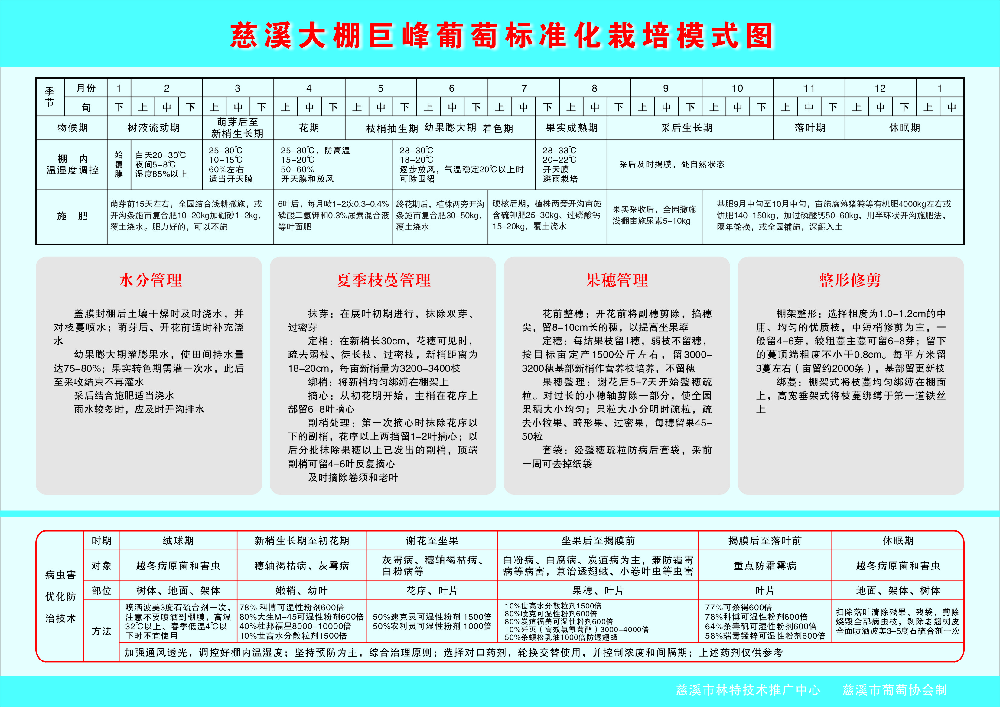 慈溪大棚巨峰葡萄标准化栽培模式图
季节 月份 1 2 3 4 5 6 7 8 9 10 11 12 1
旬 下 上 中 下 上 中 下 上 中 下 上 中 下 上 中 下 上 中 下 上 中 下 上 中 下 上 中 下 上 中 下 上 中 下 上 中
物候期 树液流动期 萌芽后至 花期 枝梢抽生期 幼果膨大期 着色期 果实成熟期 采后生长期 落叶期 休眠期
新梢生长期
棚 内
温湿度调控
始覆膜
白天20-30℃
夜间5-8℃
湿度85%以上
25-30℃
10-15℃
60%左右
适当开天膜
25-30℃，防高温
15-20℃
50-60%
开天膜和放风
28-30℃
18-20℃
逐步放风，气温稳定20℃以上时
可除围裙
28-33℃
20-22℃
开天膜
避雨栽培
采后及时揭膜，处自然状态
施 肥
萌芽前15天左右，全园结合浅耕撒施，或
开沟条施亩复合肥10-20kg加硼砂1-2kg，
覆土浇水。肥力好的，可以不施
6叶后，每月喷1-2次0.3-0.4%
磷酸二氢钾和0.3%尿素混合液
等叶面肥
终花期后，植株两旁开沟
条施亩复合肥30-50kg，
覆土浇水
硬核后期，植株两旁开沟亩施
含硫钾肥25-30kg、过磷酸钙
15-20kg，覆土浇水
果实采收后，全园撒施
浅翻亩施尿素5-10kg
基肥9月中旬至10月中旬，亩施腐熟猪粪等有机肥4000kg左右或
饼肥140-150kg，加过磷酸钙50-60kg，用半环状开沟施肥法，
隔年轮换，或全园铺施，深翻入土
水分管理
盖膜封棚后土壤干燥时及时浇水，并
对枝蔓喷水；萌芽后、开花前适时补充浇
水
幼果膨大期灌膨果水，使田间持水量
达75-80%；果实转色期需灌一次水，此后
至采收结束不再灌水
采后结合施肥适当浇水
雨水较多时，应及时开沟排水
夏季枝蔓管理
抹芽：在展叶初期进行，抹除双芽、
过密芽
定梢：在新梢长30cm，花穗可见时，
疏去弱枝、徒长枝、过密枝，新梢距离为
18-20cm，每亩新梢量为3200-3400枝
绑梢：将新梢均匀绑缚在棚架上
摘心：从初花期开始，主梢在花序上
部留6-8叶摘心
副梢处理：第一次摘心时抹除花序以
下的副梢，花序以上两挡留1-2叶摘心；以
后分批抹除果穗以上已发出的副梢，顶端
副梢可留4-6叶反复摘心
及时摘除卷须和老叶
果穗管理
花前整穗：开花前将副穗剪除，掐穗
尖，留8-10cm长的穗，以提高坐果率
定穗：每结果枝留1穗，弱枝不留穗，
按目标亩定产1500公斤左右，留3000-
3200穗基部新梢作营养枝培养，不留穗
果穗整理：谢花后5-7天开始整穗疏
粒。对过长的小穗轴剪除一部分，使全园
果穗大小均匀；果粒大小分明时疏粒，疏
去小粒果、畸形果、过密果，每穗留果45-
50粒
套袋：经整穗疏粒防病后套袋，采前
一周可去掉纸袋
整形修剪
棚架整形：选择粗度为1.0-1.2cm的中
庸、均匀的优质枝，中短梢修剪为主，一
般留4-6芽，较粗蔓主蔓可留6-8芽；留下
的蔓顶端粗度不小于0.8cm。每平方米留
3蔓左右（亩留约2000条），基部留更新枝
绑蔓：棚架式将枝蔓均匀绑缚在棚面
上，高宽垂架式将枝蔓绑缚于第一道铁丝
上
病虫害
优化防
治技术
时期 绒球期 新梢生长期至初花期 谢花至坐果 坐果后至揭膜前 揭膜后至落叶前 休眠期
对象 越冬病原菌和害虫 穗轴褐枯病、灰霉病 灰霉病、穗轴褐枯病、 白粉病、白腐病、炭疽病为主，兼防霜霉 重点防霜霉病 越冬病原菌和害虫
白粉病等 病等病害，兼治透翅蛾、小卷叶虫等虫害
部位 树体、地面、架体 嫩梢、幼叶 花序、叶片 果穗、叶片 叶片 地面、架体、树体
方法
喷洒波美3度石硫合剂一次，
注意不要喷洒到棚膜，高温
32℃以上、春季低温4℃以
下时不宜使用
78% 科博可湿性粉剂600倍
80%大生M-45可湿性粉剂600倍
40%杜邦福星8000-10000倍
10%世高水分散粒剂1500倍
50%速克灵可湿性粉剂 1500倍
50%农利灵可湿性粉剂 1000倍
10%世高水分散粒剂1500倍
80%喷克可湿性粉剂600倍
80%炭疽福美可湿性粉剂600倍
10%歼灭（高效氯氰菊酯）3000-4000倍
50%杀螟松乳油1000倍防透翅蛾
77%可杀得600倍
78%科博可湿性粉剂600倍
64%杀毒矾可湿性粉剂600倍
58%瑞毒锰锌可湿性粉剂600倍
扫除落叶清除残果、残袋，剪除
烧毁全部病虫枝，剥除老翘树皮
全面喷洒波美3-5度石硫合剂一次
加强通风透光，调控好棚内温湿度；坚持预防为主，综合治理原则；选择对口药剂，轮换交替使用，并控制浓度和间隔期；上述药剂仅供参考
慈溪市林特技术推广中心 慈溪市葡萄协会制